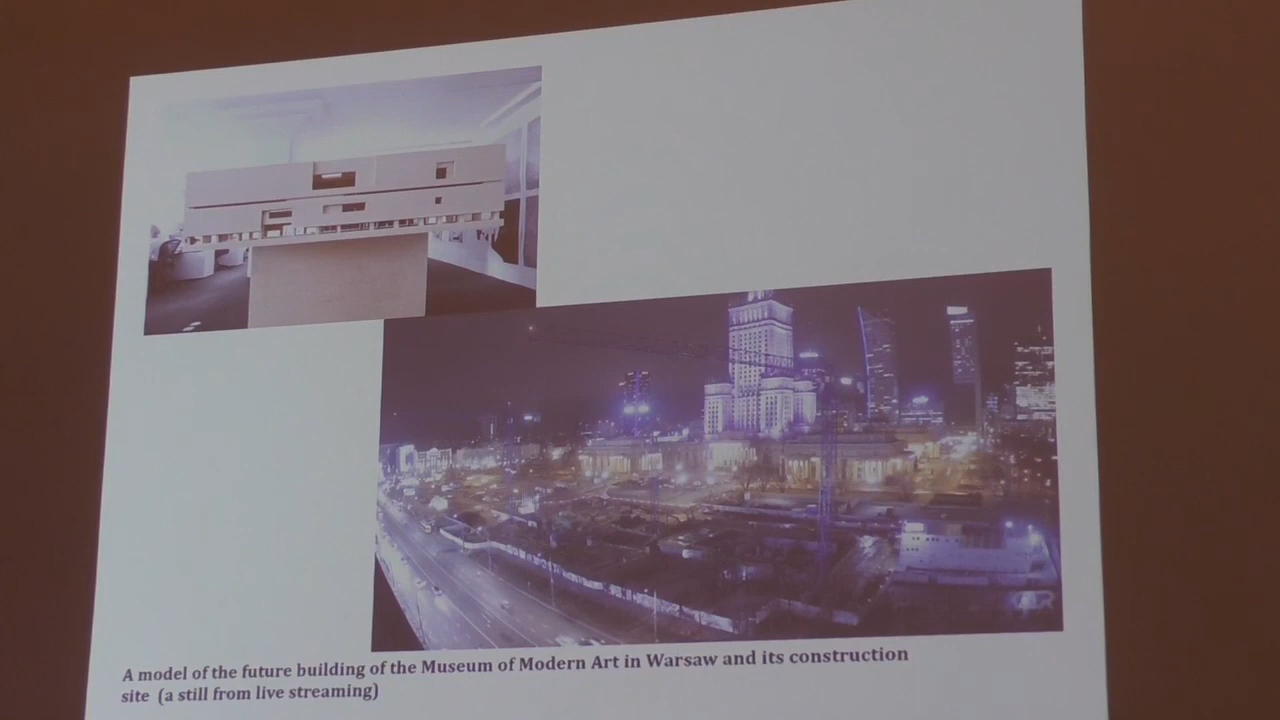 A model of the future building of the Museum of Modern Art in Warsaw and its construction
site (a still from live streaming)